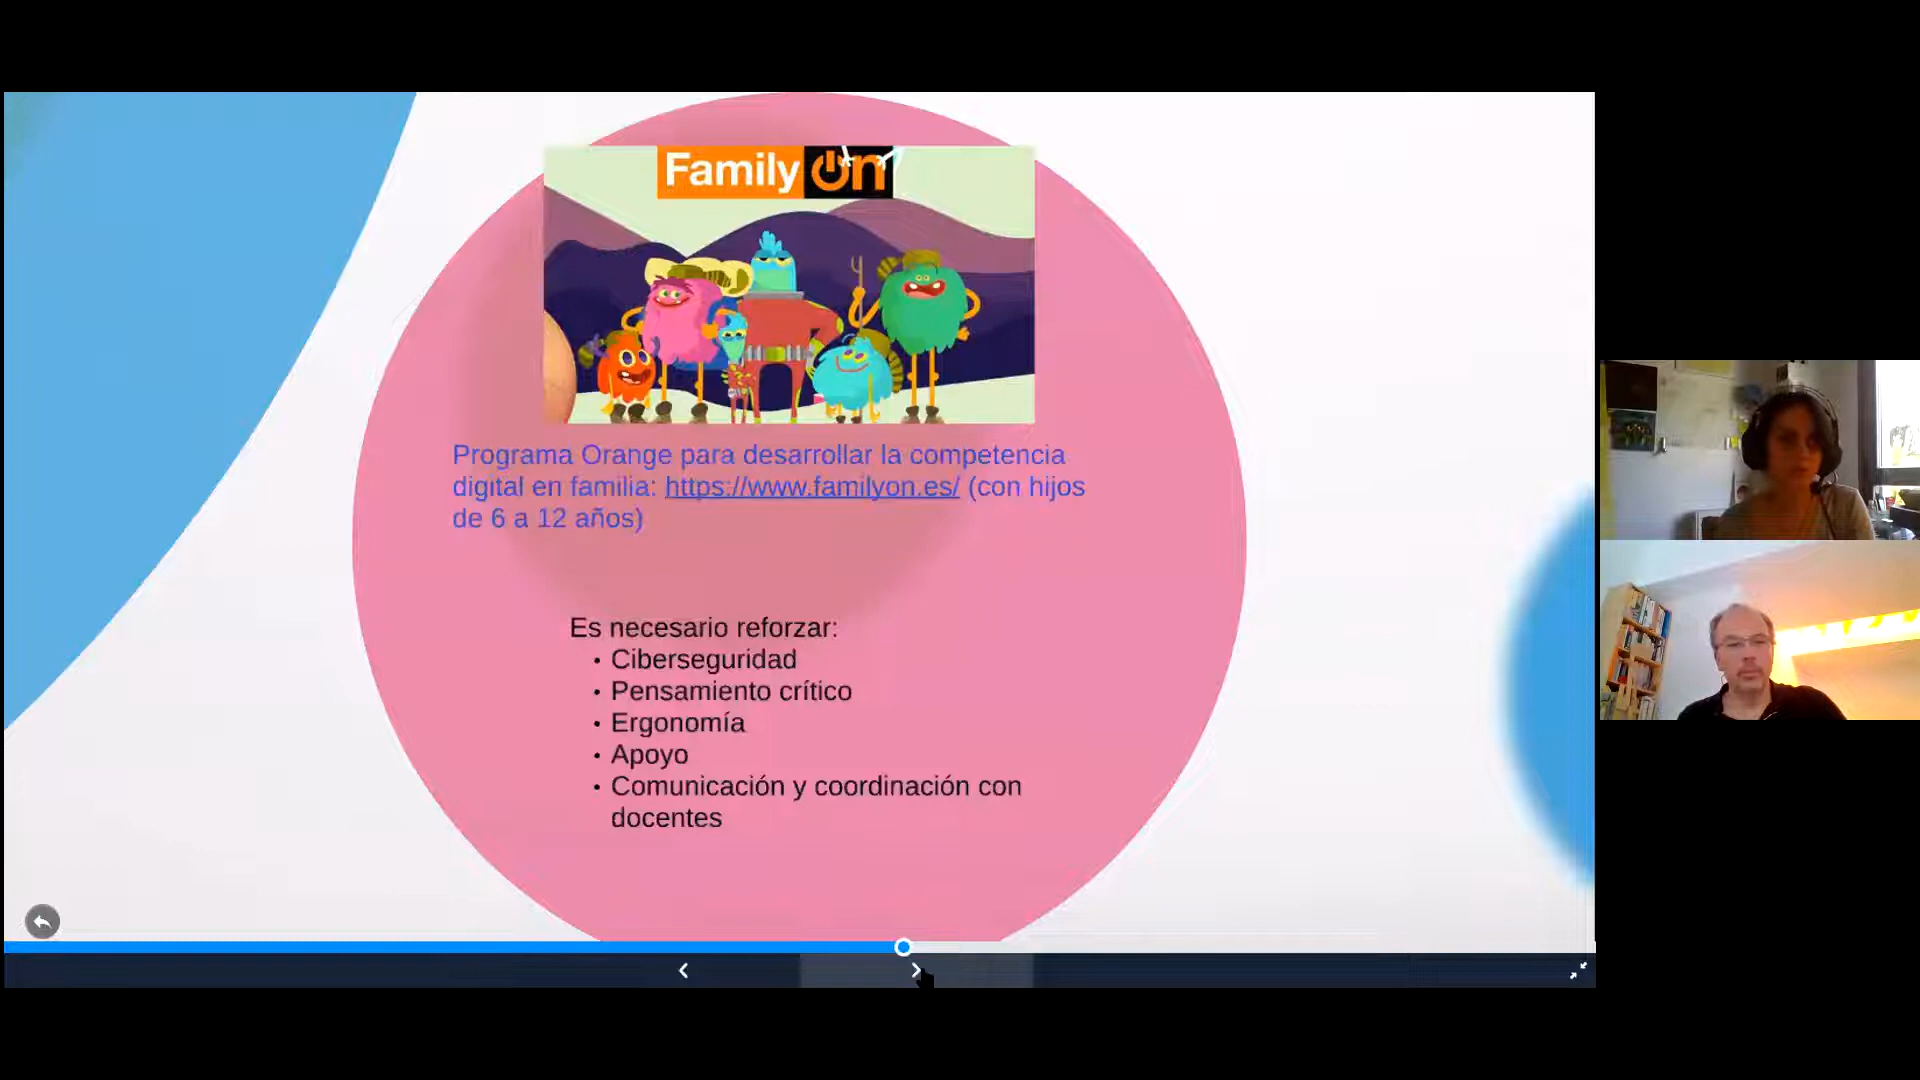 Family On
Programa Orange para desarrollar la competencia
digital en familia: https://www.familyon.es/ (con hijos
de 6 a 12 años)
Es necesario reforzar:
• Ciberseguridad
• Pensamiento crítico
• Ergonomía
• Apoyo
• Comunicación y coordinación con
docentes